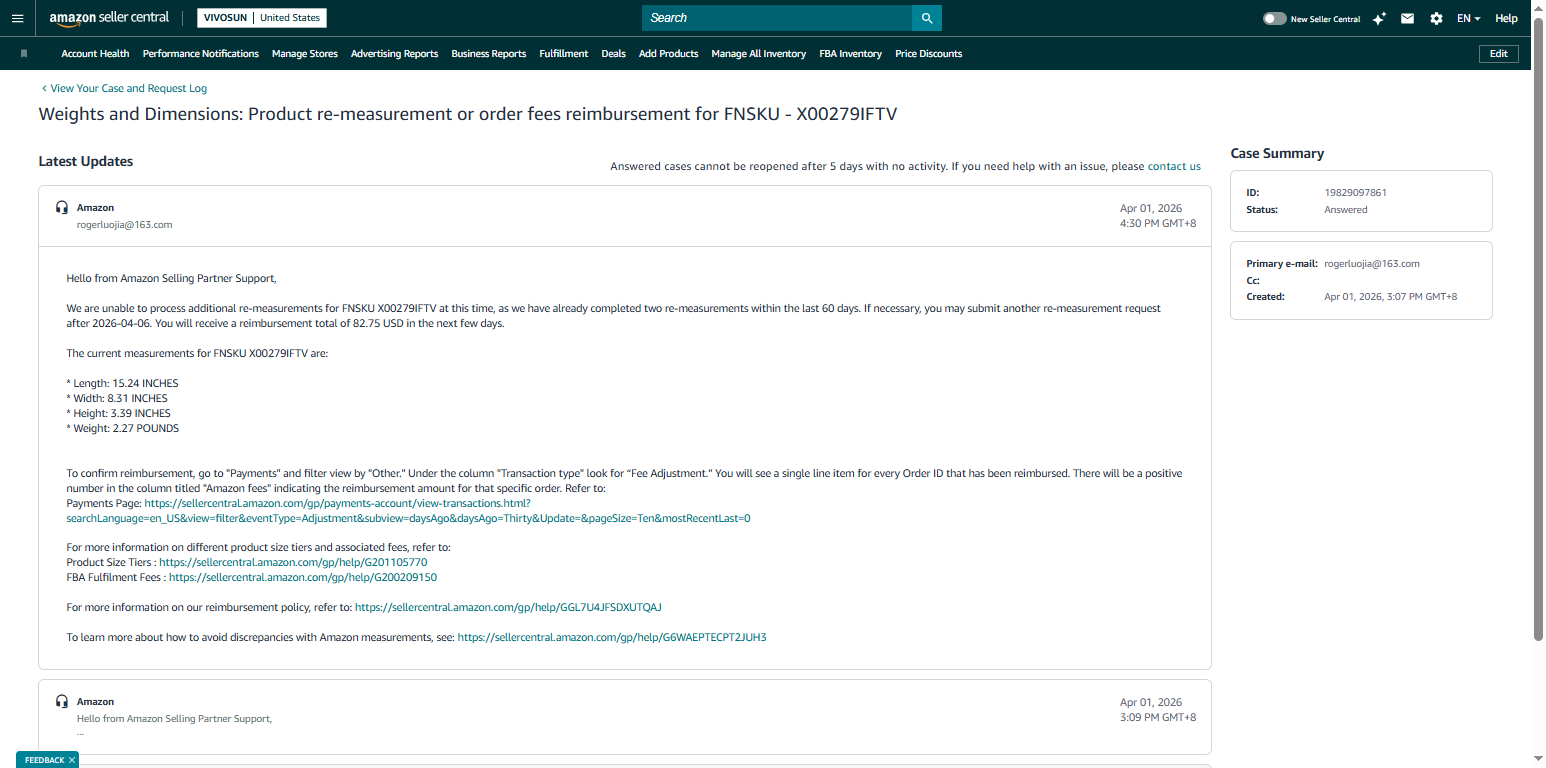 amazon seller central
VIVOSUN | United States
Search
New Seller Central
EN
Help
Account Health
Performance Notifications
Manage Stores
Advertising Reports
Business Reports
Fulfillment
Deals
Add Products
Manage All Inventory
FBA Inventory
Price Discounts
Edit
‹ View Your Case and Request Log
Weights and Dimensions: Product re-measurement or order fees reimbursement for FNSKU - X00279IFTV
Latest Updates
Answered cases cannot be reopened after 5 days with no activity. If you need help with an issue, please contact us
Amazon
rogerluojia@163.com
Apr 01, 2026
4:30 PM GMT+8
Hello from Amazon Selling Partner Support,
We are unable to process additional re-measurements for FNSKU X00279IFTV at this time, as we have already completed two re-measurements within the last 60 days. If necessary, you may submit another re-measurement request
after 2026-04-06. You will receive a reimbursement total of 82.75 USD in the next few days.
The current measurements for FNSKU X00279IFTV are:
* Length: 15.24 INCHES
* Width: 8.31 INCHES
* Height: 3.39 INCHES
* Weight: 2.27 POUNDS
To confirm reimbursement, go to "Payments" and filter view by "Other." Under the column "Transaction type" look for “Fee Adjustment.” You will see a single line item for every Order ID that has been reimbursed. There will be a positive
number in the column titled "Amazon fees" indicating the reimbursement amount for that specific order. Refer to:
Payments Page: https://sellercentral.amazon.com/gp/payments-account/view-transactions.html?
searchLanguage=en_US&view=filter&eventType=Adjustment&subview=daysAgo&daysAgo=Thirty&Update=&pageSize=Ten&mostRecentLast=0
For more information on different product size tiers and associated fees, refer to:
Product Size Tiers : https://sellercentral.amazon.com/gp/help/G201105770
FBA Fulfilment Fees : https://sellercentral.amazon.com/gp/help/G200209150
For more information on our reimbursement policy, refer to: https://sellercentral.amazon.com/gp/help/GGL7U4JFSDXUTQAJ
To learn more about how to avoid discrepancies with Amazon measurements, see: https://sellercentral.amazon.com/gp/help/G6WAEPTECPT2JUH3
Amazon
Hello from Amazon Selling Partner Support,
...
Apr 01, 2026
3:09 PM GMT+8
Case Summary
ID: 19829097861
Status: Answered
Primary e-mail: rogerluojia@163.com
Cc:
Created: Apr 01, 2026, 3:07 PM GMT+8
FEEDBACK